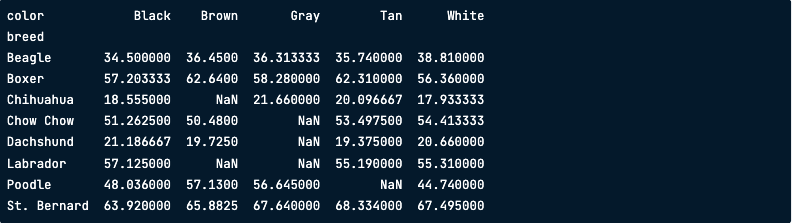 color Black Brown Gray Tan White
breed
Beagle 34.500000 36.4500 36.313333 35.740000 38.810000
Boxer 57.203333 62.6400 58.280000 62.310000 56.360000
Chihuahua 18.555000 NaN 21.660000 20.096667 17.933333
Chow Chow 51.262500 50.4800 NaN 53.497500 54.413333
Dachshund 21.186667 19.7250 NaN 19.375000 20.660000
Labrador 57.125000 NaN NaN 55.190000 55.310000
Poodle 48.036000 57.1300 56.645000 NaN 44.740000
St. Bernard 63.920000 65.8825 67.640000 68.334000 67.495000